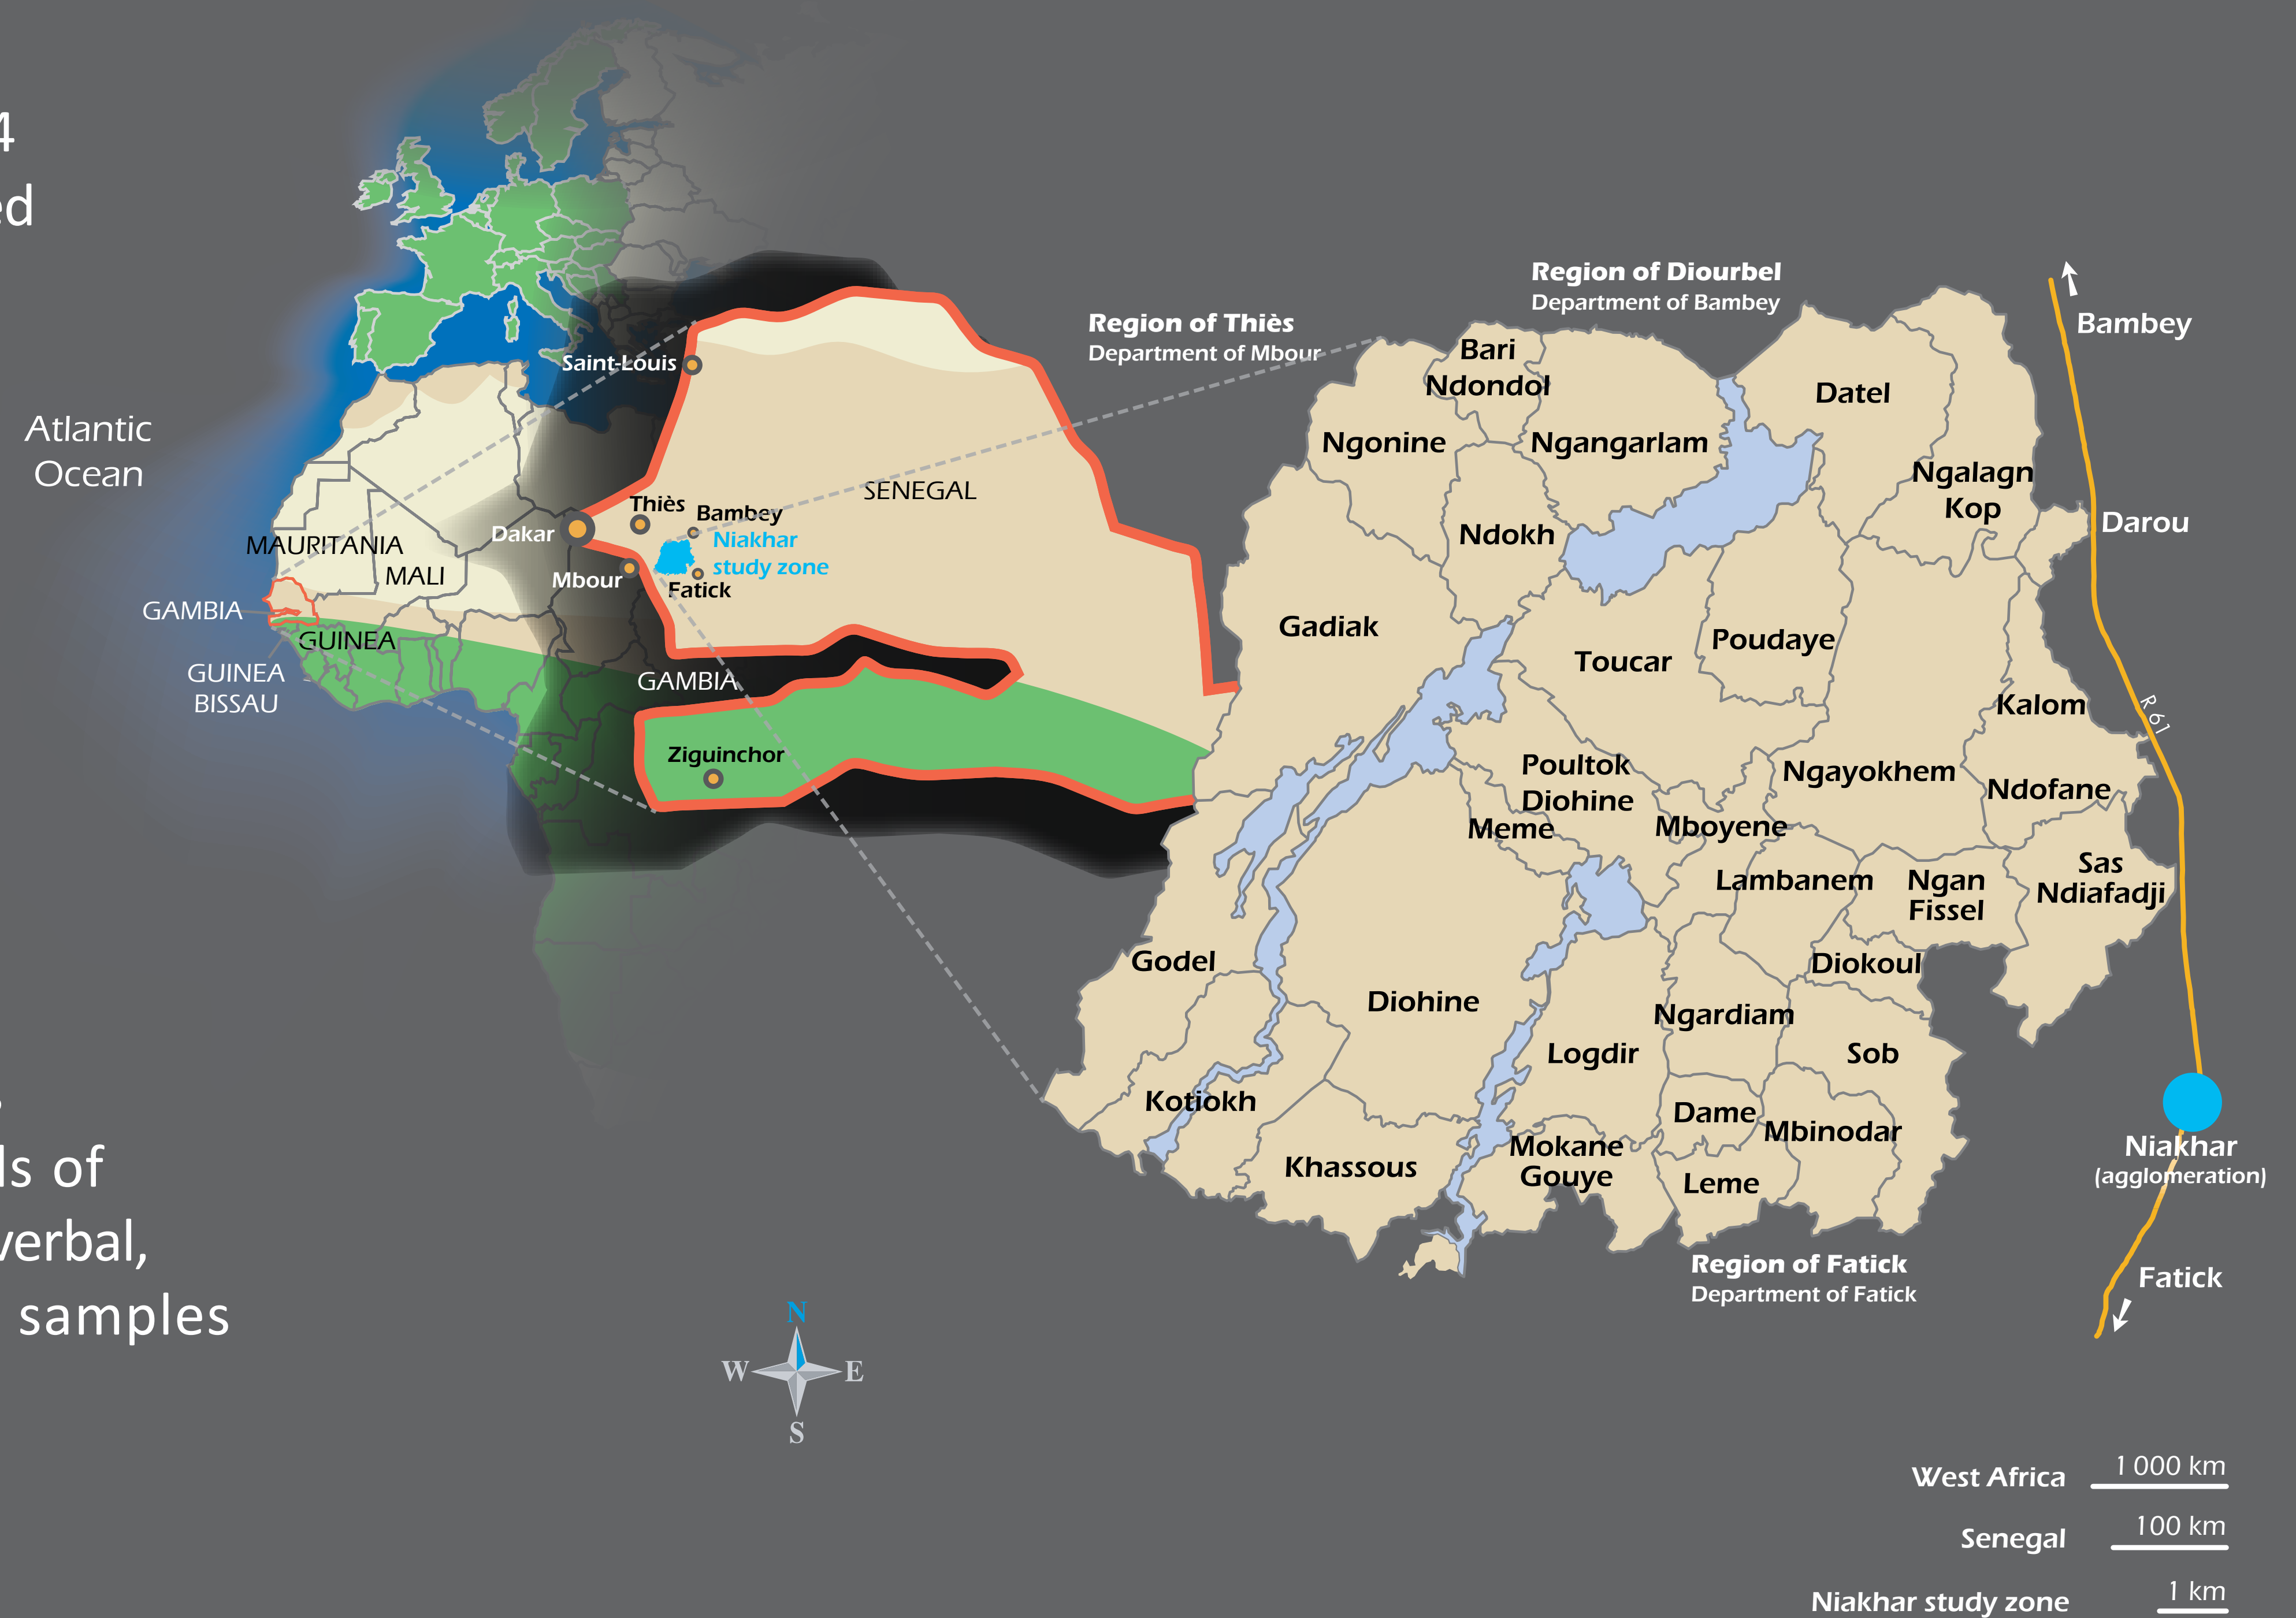 4
ed
ls of
verbal,
samples
Atlantic
Ocean
MAURITANIA
MALI
GAMBIA
GUINEA
GUINEA
BISSAU
Saint-Louis
Thiès
Bambey
Dakar
Niakhar
study zone
Mbour
Fatick
SENEGAL
GAMBIA
Ziguinchor
Region of Thiès
Department of Mbour
Region of Diourbel
Department of Bambey
Bari
Ndondol
Datel
Ngonine
Ngangarlam
Ngalagn
Kop
Ndokh
Gadiak
Toucar
Poudaye
Kalom
Poultok
Diohine
Ngayokhem
Ndofane
Meme
Mboyene
Lambanem
Ngan
Fissel
Sas
Ndiafadji
Godel
Diokoul
Diohine
Ngardiam
Logdir
Sob
Kotiokh
Dame
Mbinodar
Mokane
Gouye
Khassous
Leme
Region of Fatick
Department of Fatick
Bambey
Darou
R 61
Niakhar
(agglomeration)
Fatick
N
W E
S
West Africa 1 000 km
Senegal 100 km
Niakhar study zone 1 km